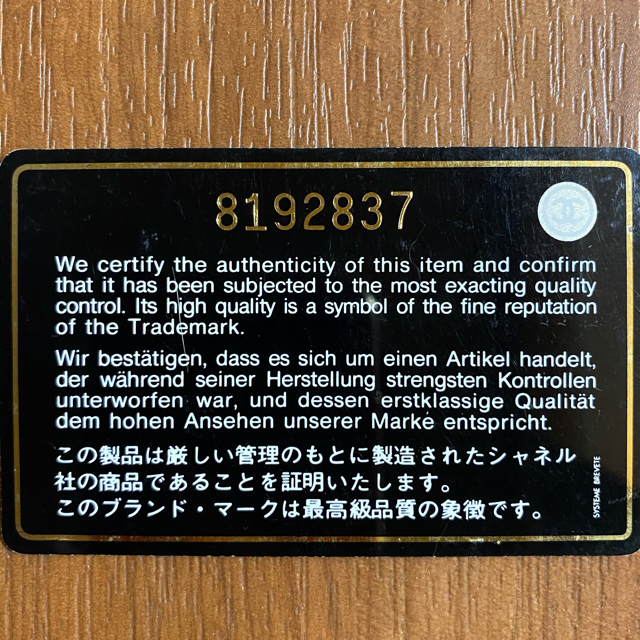 8192837
We certify the authenticity of this item and confirm
that it has been subjected to the most exacting quality
control. Its high quality is a symbol of the fine reputation
of the Trademark.
Wir bestätigen, dass es sich um einen Artikel handelt,
der während seiner Herstellung strengsten Kontrollen
unterworfen war, und dessen erstklassige Qualität
dem hohen Ansehen unserer Marke entspricht.
この製品は厳しい管理のもとに製造されたシャネル
社の商品であることを証明いたします。
このブランド・マークは最高級品質の象徴です。
SYSTEME BREVETE